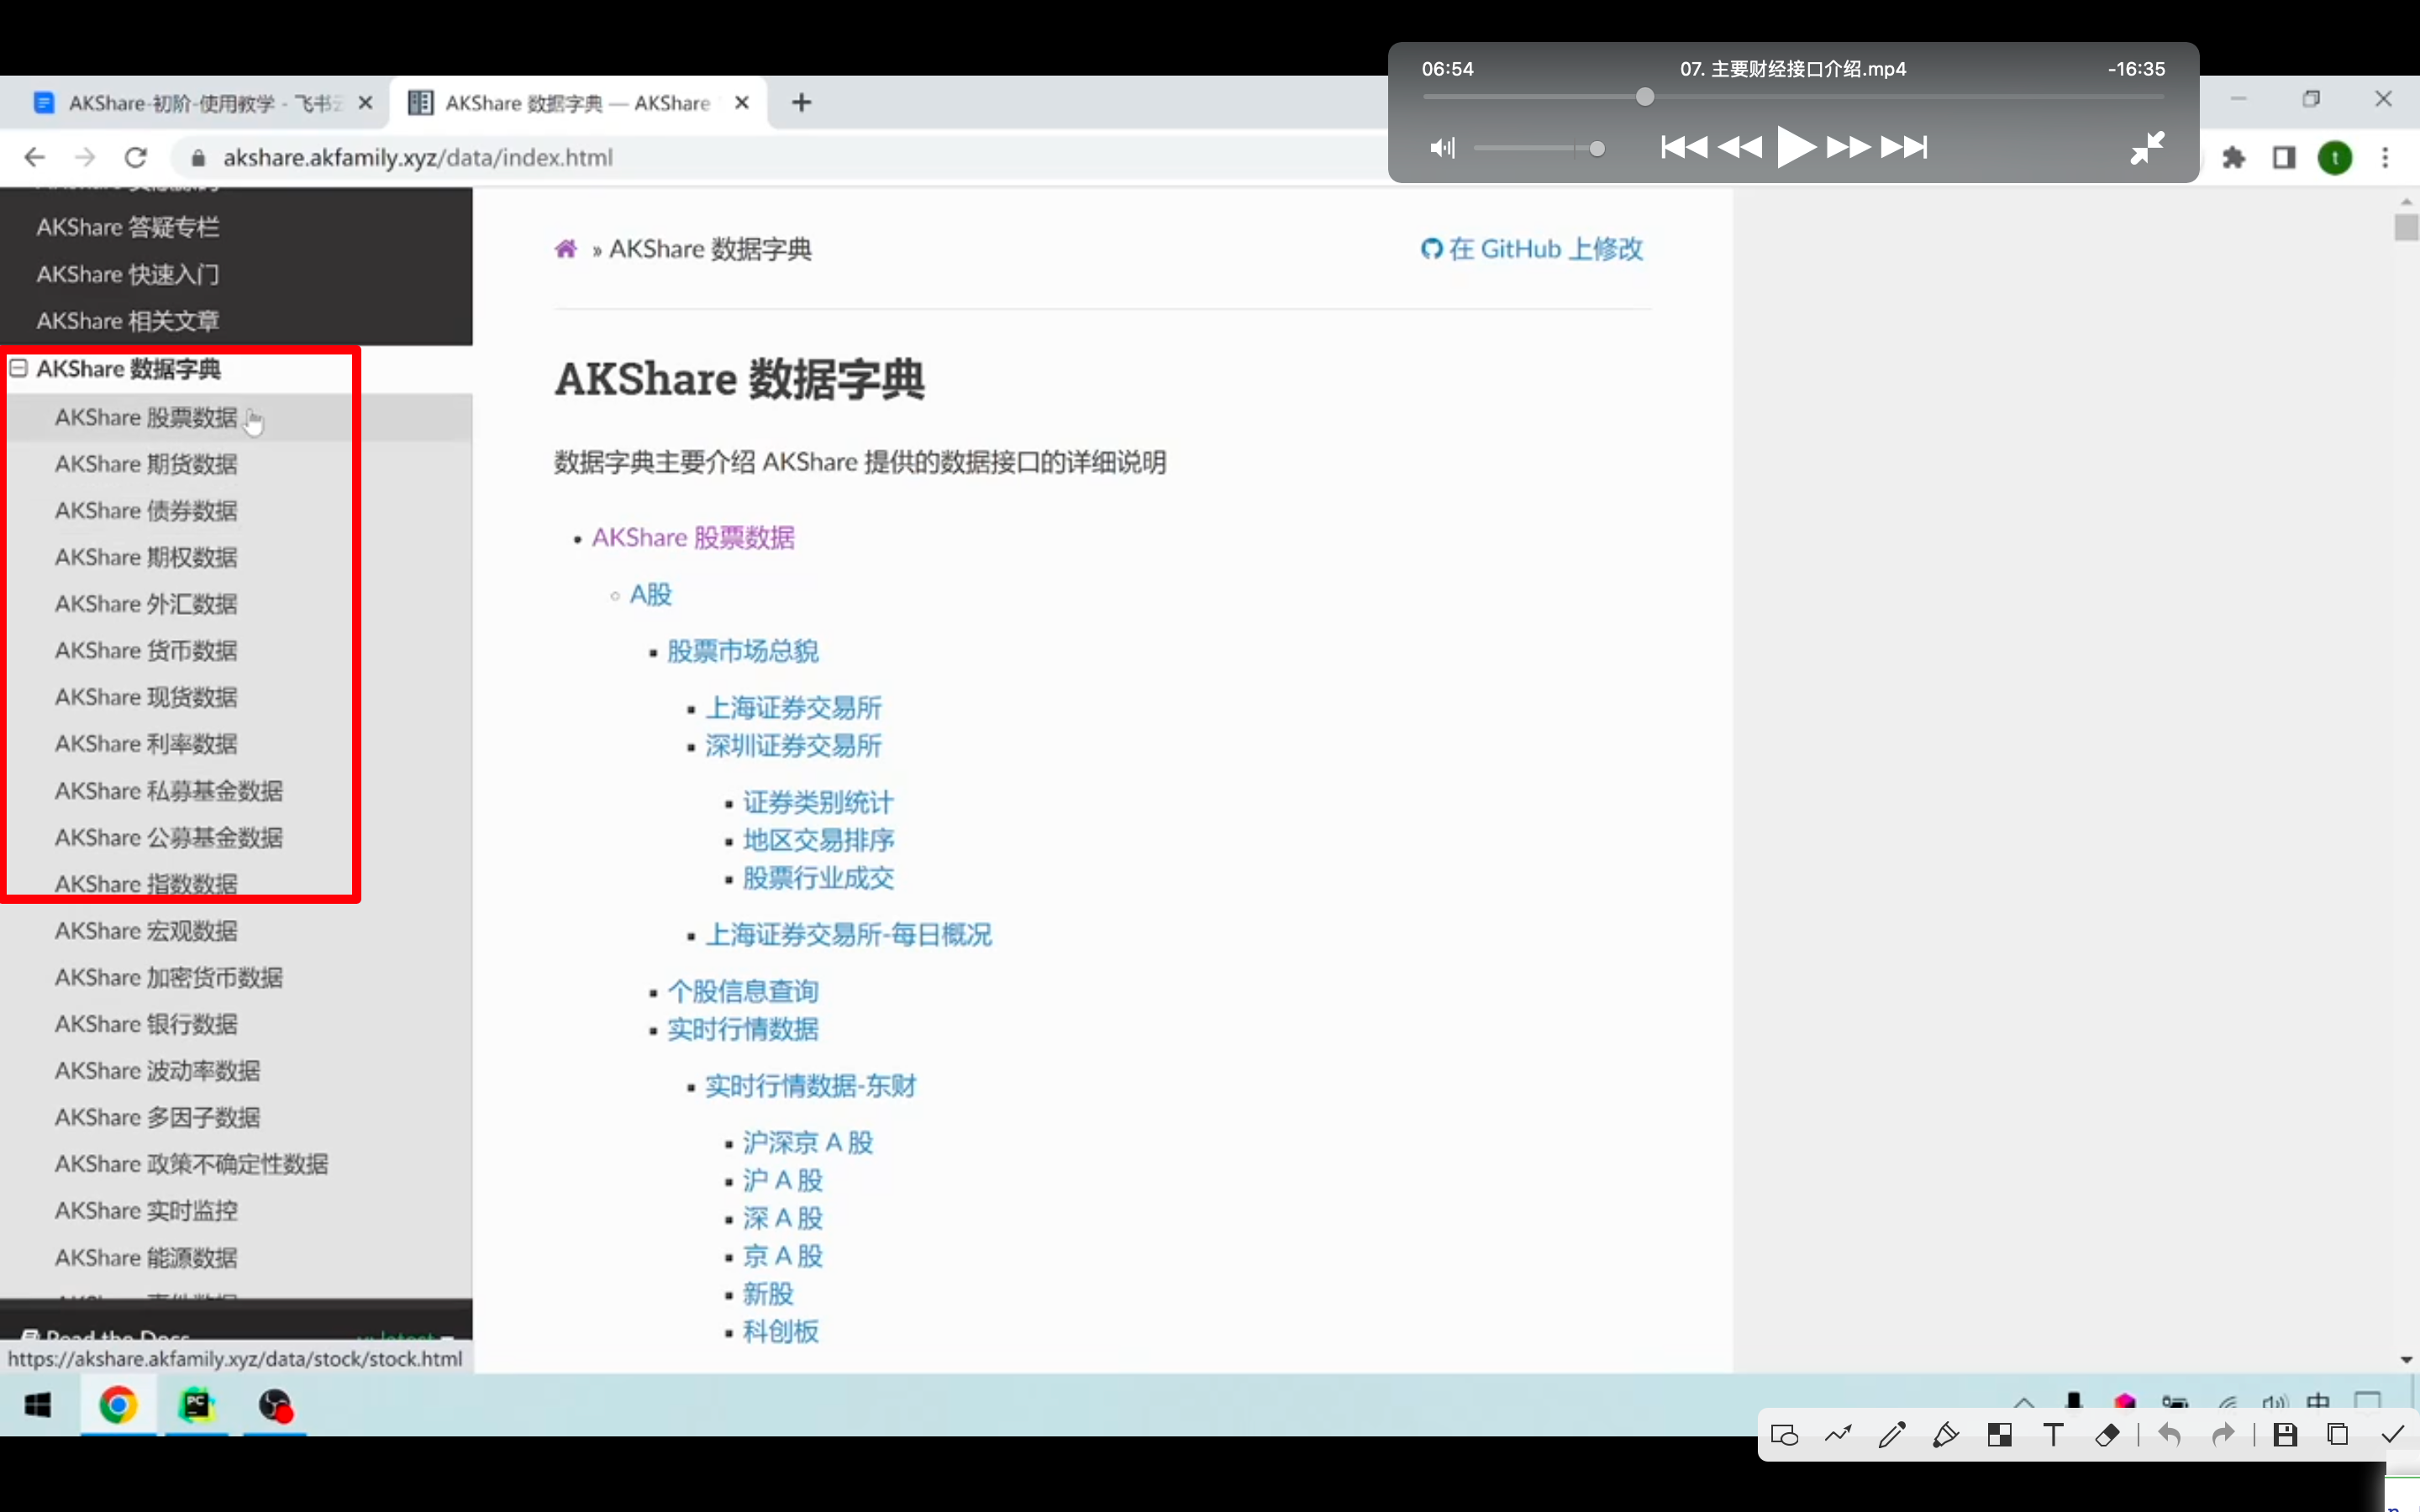 06:54
07. 主要财经接口介绍.mp4
-16:35
AKShare-初阶-使用教学 - 飞书云
AKShare 数据字典 — AKShare
akshare.akfamily.xyz/data/index.html
t
AKShare 答疑专栏
AKShare 快速入门
AKShare 相关文章
AKShare 数据字典
AKShare 股票数据
AKShare 期货数据
AKShare 债券数据
AKShare 期权数据
AKShare 外汇数据
AKShare 货币数据
AKShare 现货数据
AKShare 利率数据
AKShare 私募基金数据
AKShare 公募基金数据
AKShare 指数数据
AKShare 宏观数据
AKShare 加密货币数据
AKShare 银行数据
AKShare 波动率数据
AKShare 多因子数据
AKShare 政策不确定性数据
AKShare 实时监控
AKShare 能源数据
Read the Docs
v: latest
https://akshare.akfamily.xyz/data/stock/stock.html
» AKShare 数据字典
在 GitHub 上修改
AKShare 数据字典
数据字典主要介绍 AKShare 提供的数据接口的详细说明
AKShare 股票数据
A股
股票市场总貌
上海证券交易所
深圳证券交易所
证券类别统计
地区交易排序
股票行业成交
上海证券交易所-每日概况
个股信息查询
实时行情数据
实时行情数据-东财
沪深京 A 股
沪 A 股
深 A 股
京 A 股
新股
科创板
PC
中
T